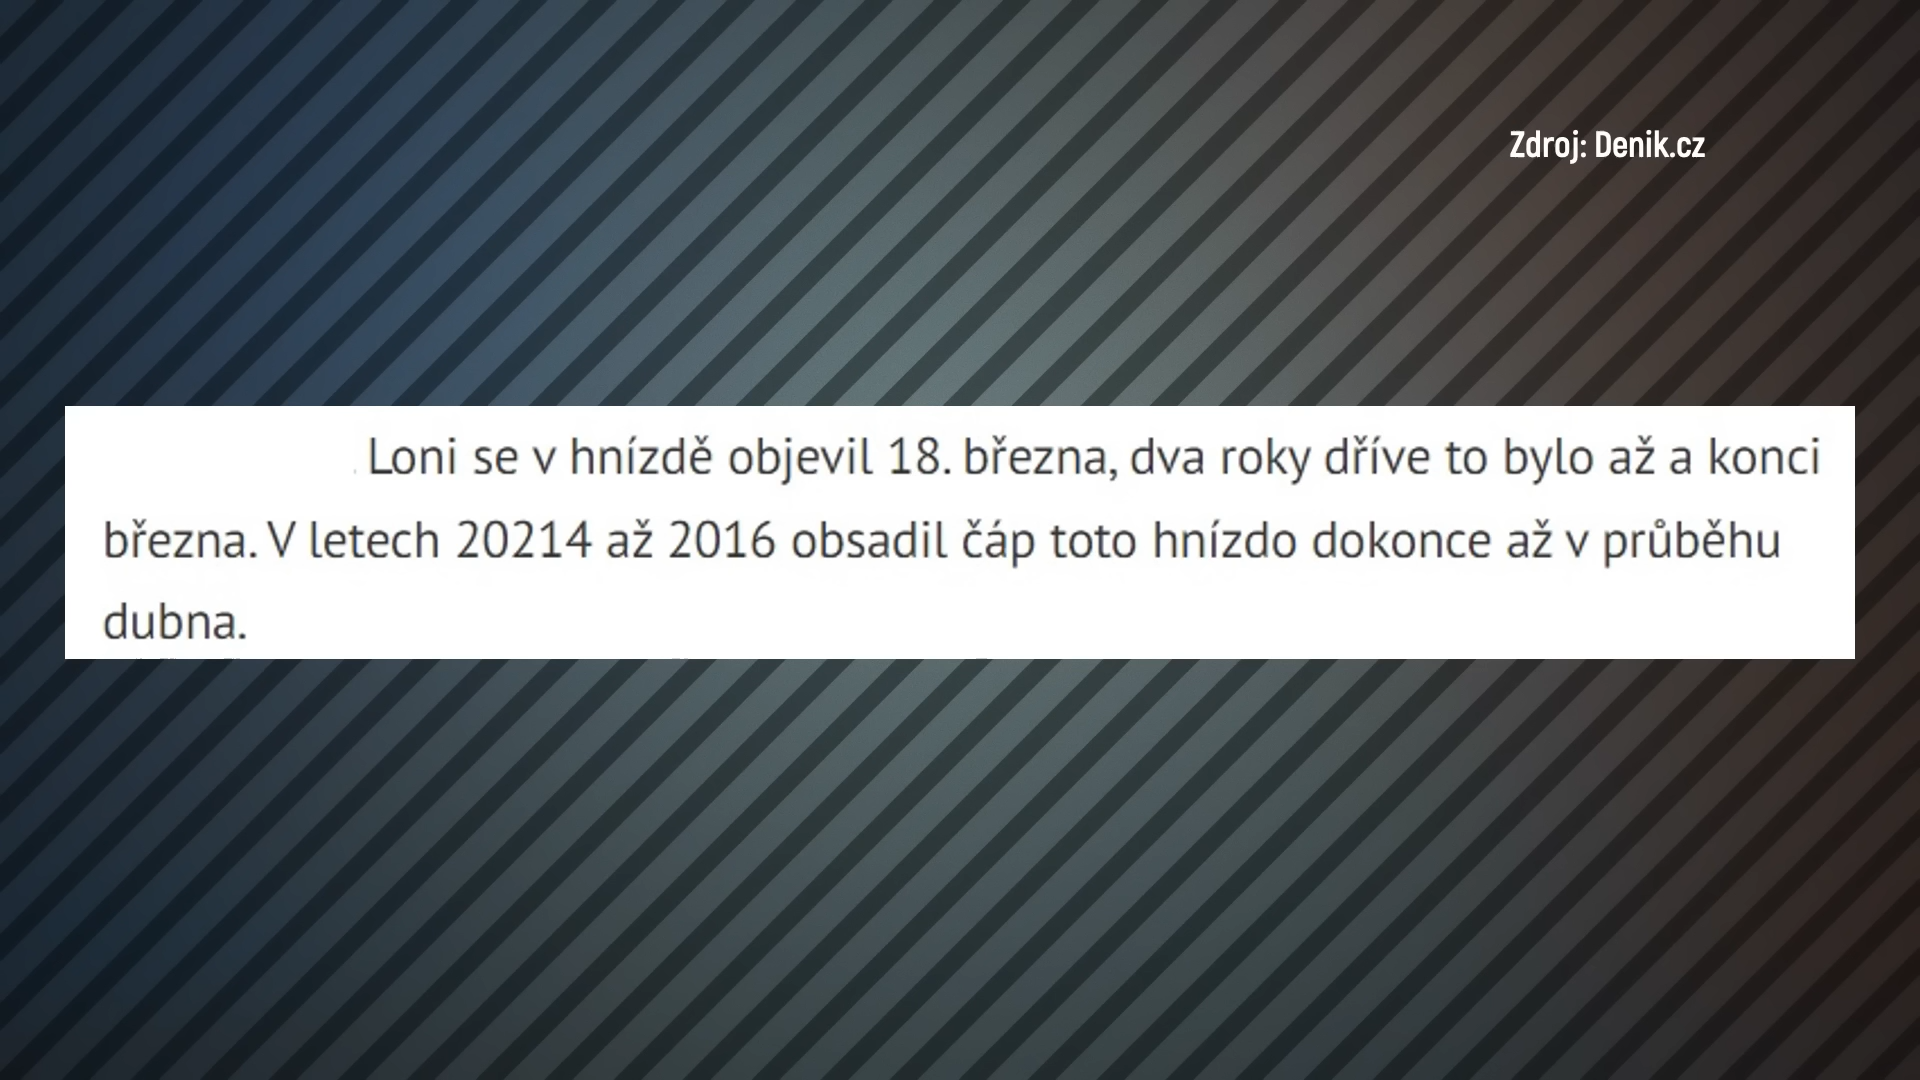 Zdroj: Denik.cz
Loni se v hnízdě objevil 18. března, dva roky dříve to bylo až a konci
března. V letech 20214 až 2016 obsadil čáp toto hnízdo dokonce až v průběhu
dubna.